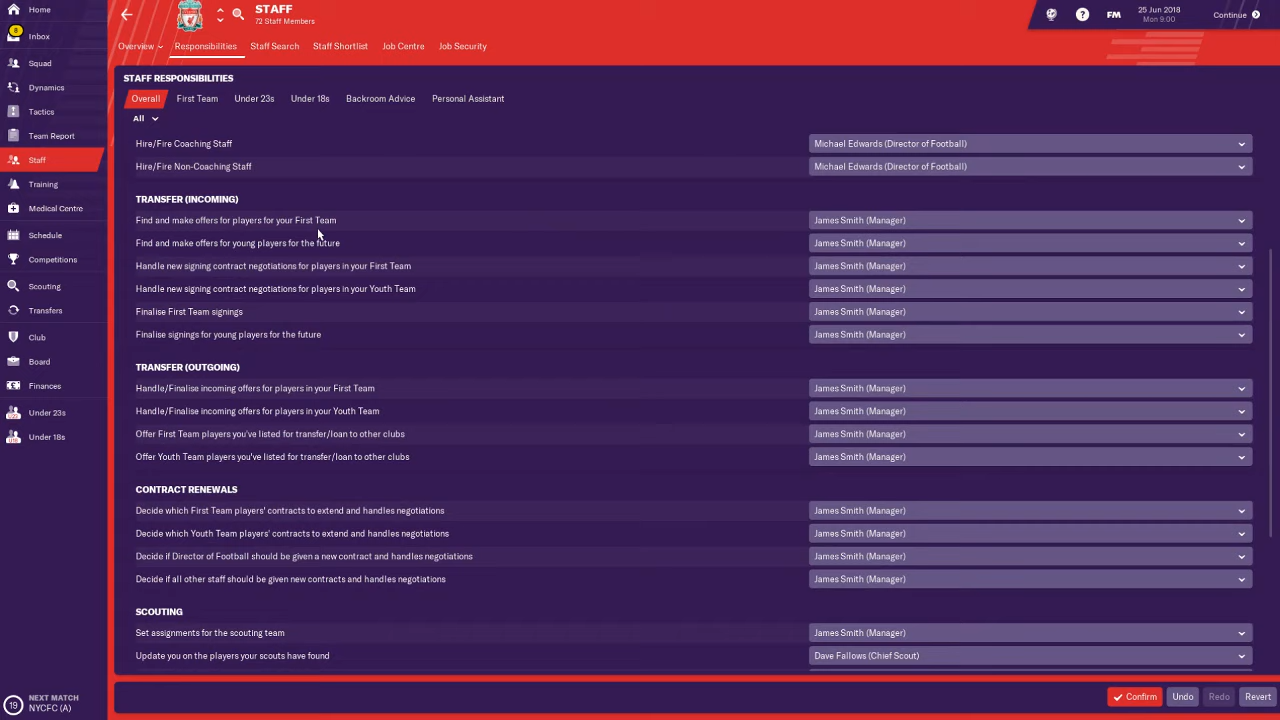 STAFF
72 Staff Members
25 Jun 2018
Mon 9:00
FM
Continue
Overview
Responsibilities
Staff Search
Staff Shortlist
Job Centre
Job Security
Home
8
Inbox
Squad
Dynamics
Tactics
Team Report
Staff
Training
Medical Centre
Schedule
Competitions
Scouting
Transfers
Club
Board
Finances
Under 23s
Under 18s
19 NEXT MATCH
NYCFC (A)
STAFF RESPONSIBILITIES
Overall
First Team
Under 23s
Under 18s
Backroom Advice
Personal Assistant
All
Hire/Fire Coaching Staff Michael Edwards (Director of Football)
Hire/Fire Non-Coaching Staff Michael Edwards (Director of Football)
TRANSFER (INCOMING)
Find and make offers for players for your First Team James Smith (Manager)
Find and make offers for young players for the future James Smith (Manager)
Handle new signing contract negotiations for players in your First Team James Smith (Manager)
Handle new signing contract negotiations for players in your Youth Team James Smith (Manager)
Finalise First Team signings James Smith (Manager)
Finalise signings for young players for the future James Smith (Manager)
TRANSFER (OUTGOING)
Handle/Finalise incoming offers for players in your First Team James Smith (Manager)
Handle/Finalise incoming offers for players in your Youth Team James Smith (Manager)
Offer First Team players you've listed for transfer/loan to other clubs James Smith (Manager)
Offer Youth Team players you've listed for transfer/loan to other clubs James Smith (Manager)
CONTRACT RENEWALS
Decide which First Team players' contracts to extend and handles negotiations James Smith (Manager)
Decide which Youth Team players' contracts to extend and handles negotiations James Smith (Manager)
Decide if Director of Football should be given a new contract and handles negotiations James Smith (Manager)
Decide if all other staff should be given new contracts and handles negotiations James Smith (Manager)
SCOUTING
Set assignments for the scouting team James Smith (Manager)
Update you on the players your scouts have found Dave Fallows (Chief Scout)
Confirm
Undo
Redo
Revert